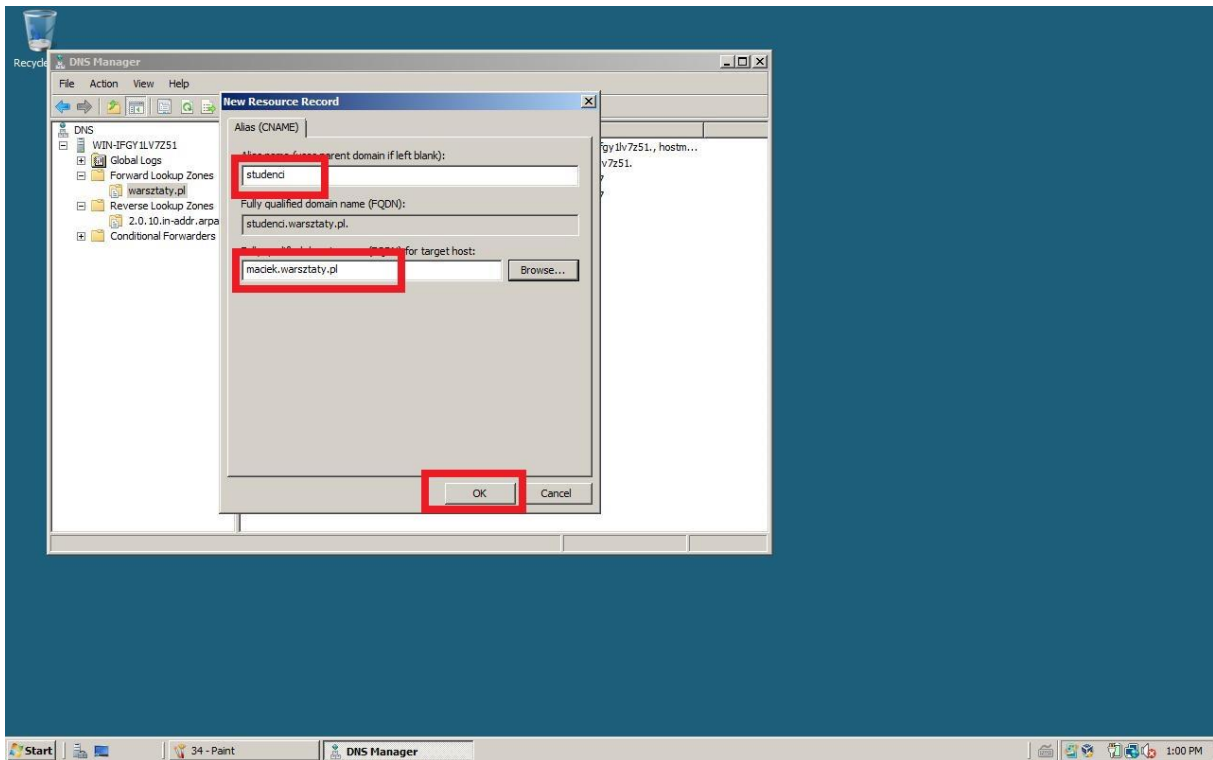 Recycle
DNS Manager
File Action View Help
New Resource Record
Alias (CNAME)
Alias name (uses parent domain if left blank):
studenci
Fully qualified domain name (FQDN):
studenci.warsztaty.pl.
for target host:
maciek.warsztaty.pl
Browse...
OK
Cancel
DNS
WIN-IFGY1LV7Z51
Global Logs
Forward Lookup Zones
warsztaty.pl
Reverse Lookup Zones
2.0.10.in-addr.arpa
Conditional Forwarders
fgy1lv7z51., hostm...
v7z51.
Start
34 - Paint
DNS Manager
1:00 PM